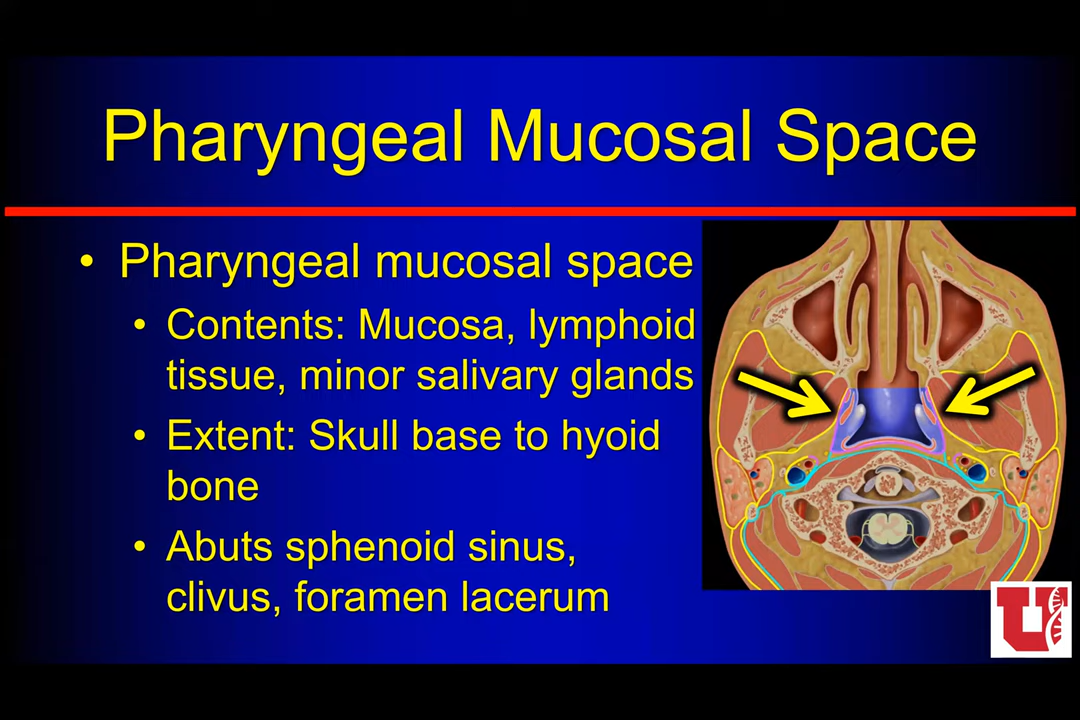 Pharyngeal Mucosal Space
• Pharyngeal mucosal space
• Contents: Mucosa, lymphoid
tissue, minor salivary glands
• Extent: Skull base to hyoid
bone
• Abuts sphenoid sinus,
clivus, foramen lacerum
U